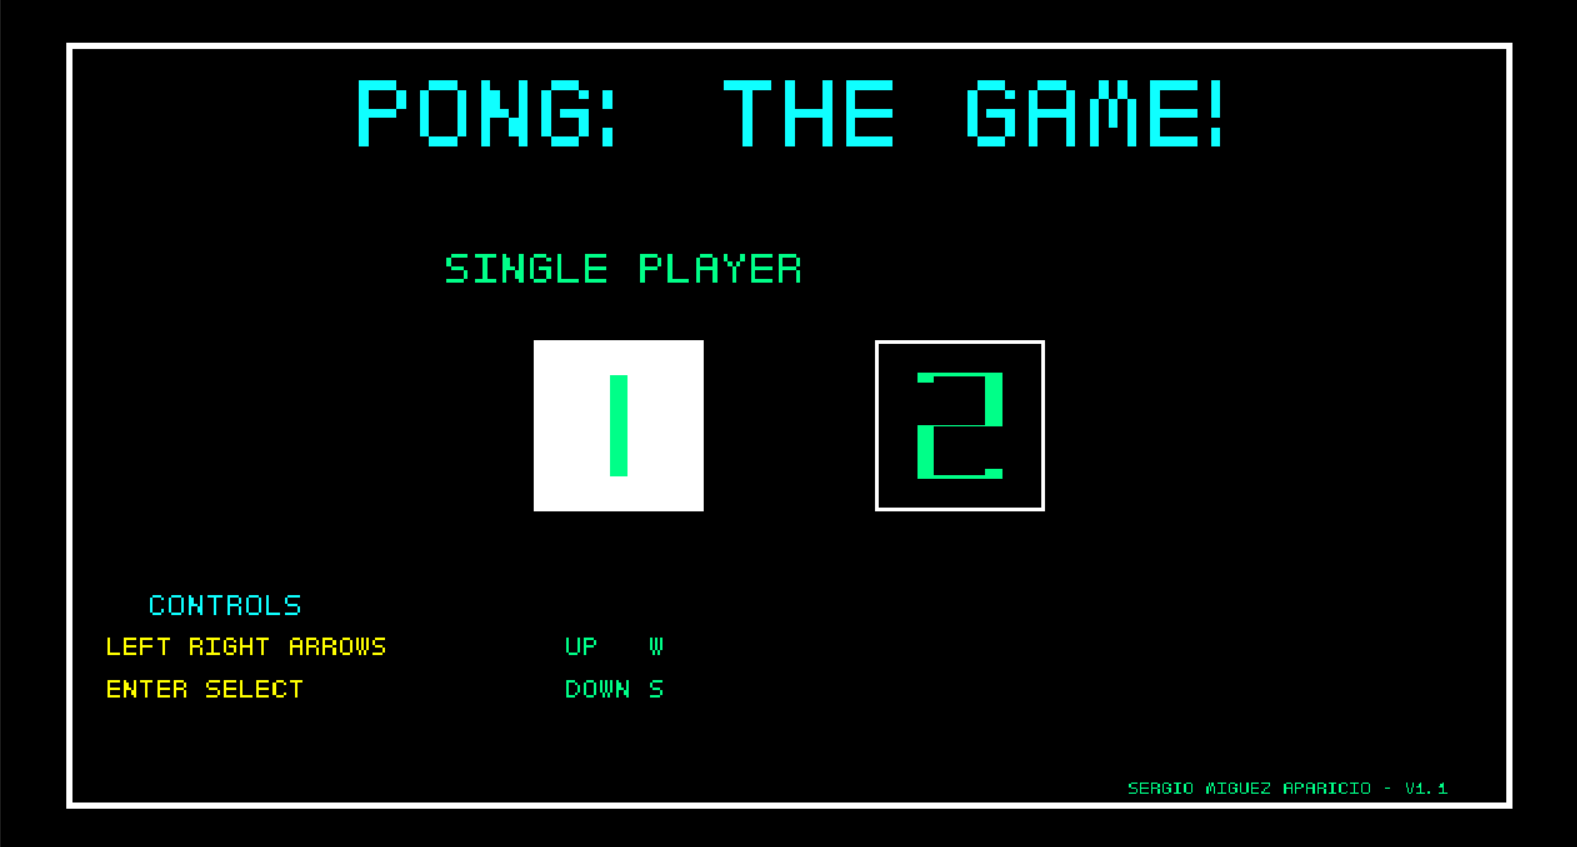 PONG: THE GAME!
SINGLE PLAYER
1 2
CONTROLS
LEFT RIGHT ARROWS UP W
ENTER SELECT DOWN S
SERGIO MIGUEZ APARICIO - V1.1